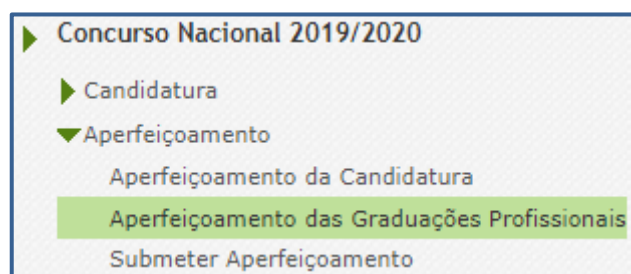 Concurso Nacional 2019/2020
Candidatura
Aperfeiçoamento
Aperfeiçoamento da Candidatura
Aperfeiçoamento das Graduações Profissionais
Submeter Aperfeiçoamento